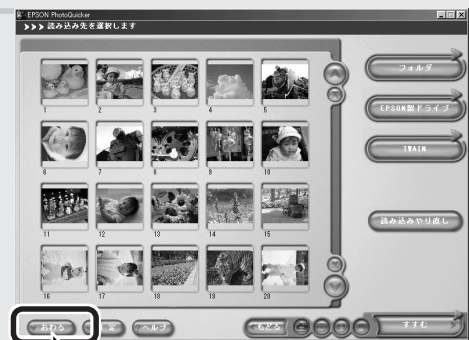 EPSON PhotoQuicker
>>> 読み込み先を選択します
フォルダ
EPSON製ドライブ
TWAIN
読み込みやり直し
1 2 3 4 5
6 7 8 9 10
11 12 13 14 15
16 17 18 19 20
おわる 定 ヘルプ もどる すすむ